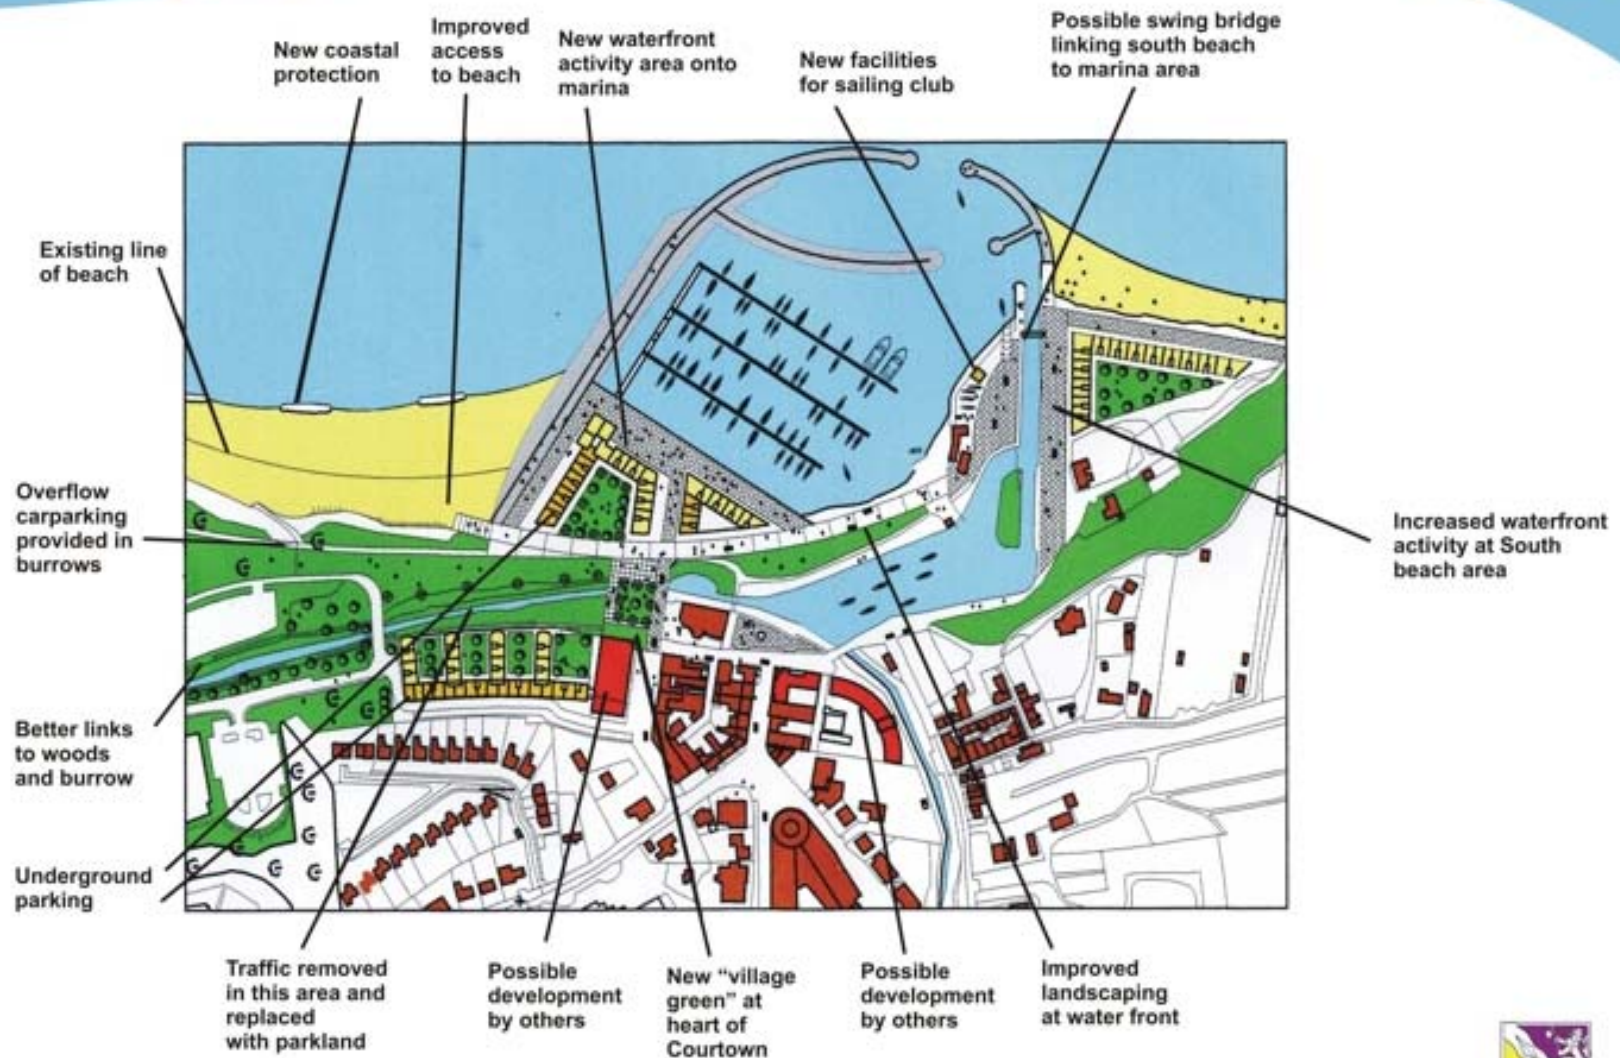 New coastal
protection
Improved
access
to beach
New waterfront
activity area onto
marina
New facilities
for sailing club
Possible swing bridge
linking south beach
to marina area
Existing line
of beach
Overflow
carparking
provided in
burrows
Increased waterfront
activity at South
beach area
Better links
to woods
and burrow
Underground
parking
Traffic removed
in this area and
replaced
with parkland
Possible
development
by others
New “village
green” at
heart of
Courtown
Possible
development
by others
Improved
landscaping
at water front